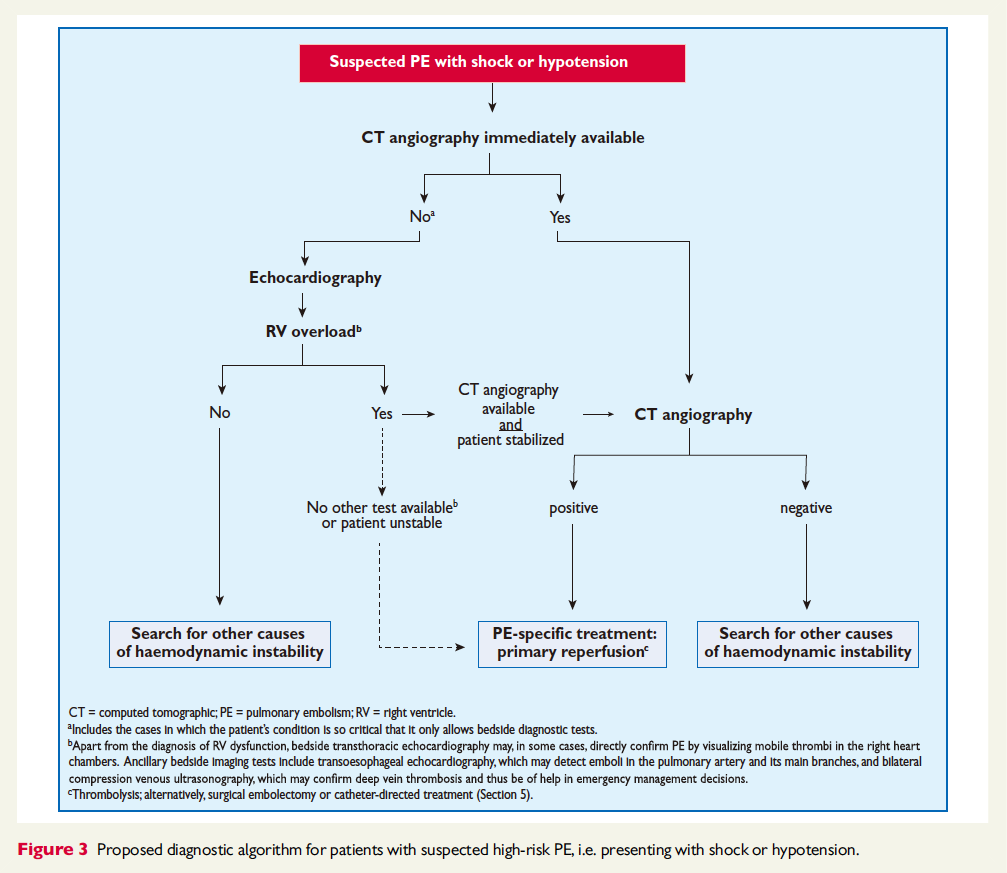 Suspected PE with shock or hypotension
CT angiography immediately available
Noᵃ
Yes
Echocardiography
RV overloadᵇ
No
Yes
CT angiography
available
and
patient stabilized
CT angiography
No other test availableᵇ
or patient unstable
positive
negative
Search for other causes
of haemodynamic instability
PE-specific treatment:
primary reperfusionᶜ
Search for other causes
of haemodynamic instability
CT = computed tomographic; PE = pulmonary embolism; RV = right ventricle.
ᵃIncludes the cases in which the patient's condition is so critical that it only allows bedside diagnostic tests.
ᵇApart from the diagnosis of RV dysfunction, bedside transthoracic echocardiography may, in some cases, directly confirm PE by visualizing mobile thrombi in the right heart
chambers. Ancillary bedside imaging tests include transoesophageal echocardiography, which may detect emboli in the pulmonary artery and its main branches, and bilateral
compression venous ultrasonography, which may confirm deep vein thrombosis and thus be of help in emergency management decisions.
ᶜThrombolysis; alternatively, surgical embolectomy or catheter-directed treatment (Section 5).
Figure 3 Proposed diagnostic algorithm for patients with suspected high-risk PE, i.e. presenting with shock or hypotension.